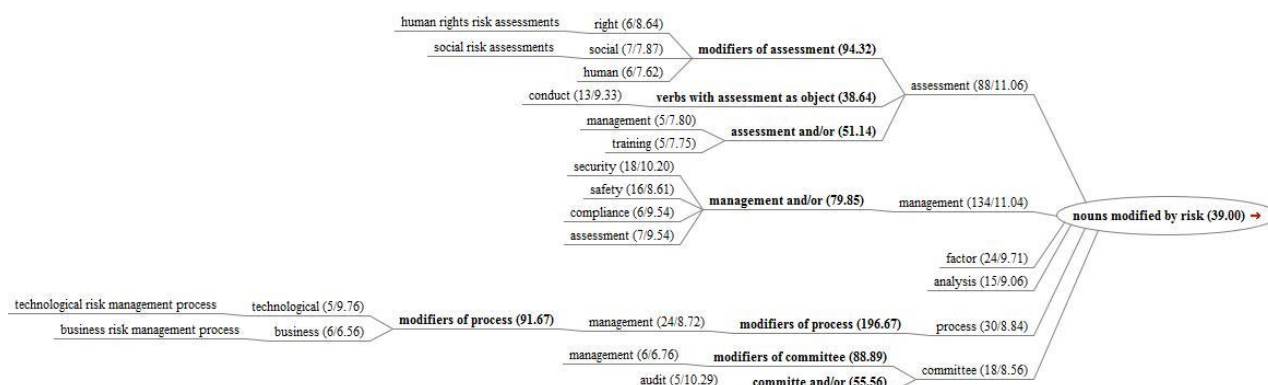 human rights risk assessments
right (6/8.64)
social risk assessments
social (7/7.87)
modifiers of assessment (94.32)
human (6/7.62)
assessment (88/11.06)
conduct (13/9.33)
verbs with assessment as object (38.64)
management (5/7.80)
assessment and/or (51.14)
training (5/7.75)
security (18/10.20)
safety (16/8.61)
management and/or (79.85)
management (134/11.04)
compliance (6/9.54)
assessment (7/9.54)
nouns modified by risk (39.00)
factor (24/9.71)
analysis (15/9.06)
technological risk management process
technological (5/9.76)
modifiers of process (91.67)
management (24/8.72)
modifiers of process (196.67)
process (30/8.84)
business risk management process
business (6/6.56)
management (6/6.76)
modifiers of committee (88.89)
committee (18/8.56)
audit (5/10.29)
committe and/or (55.56)